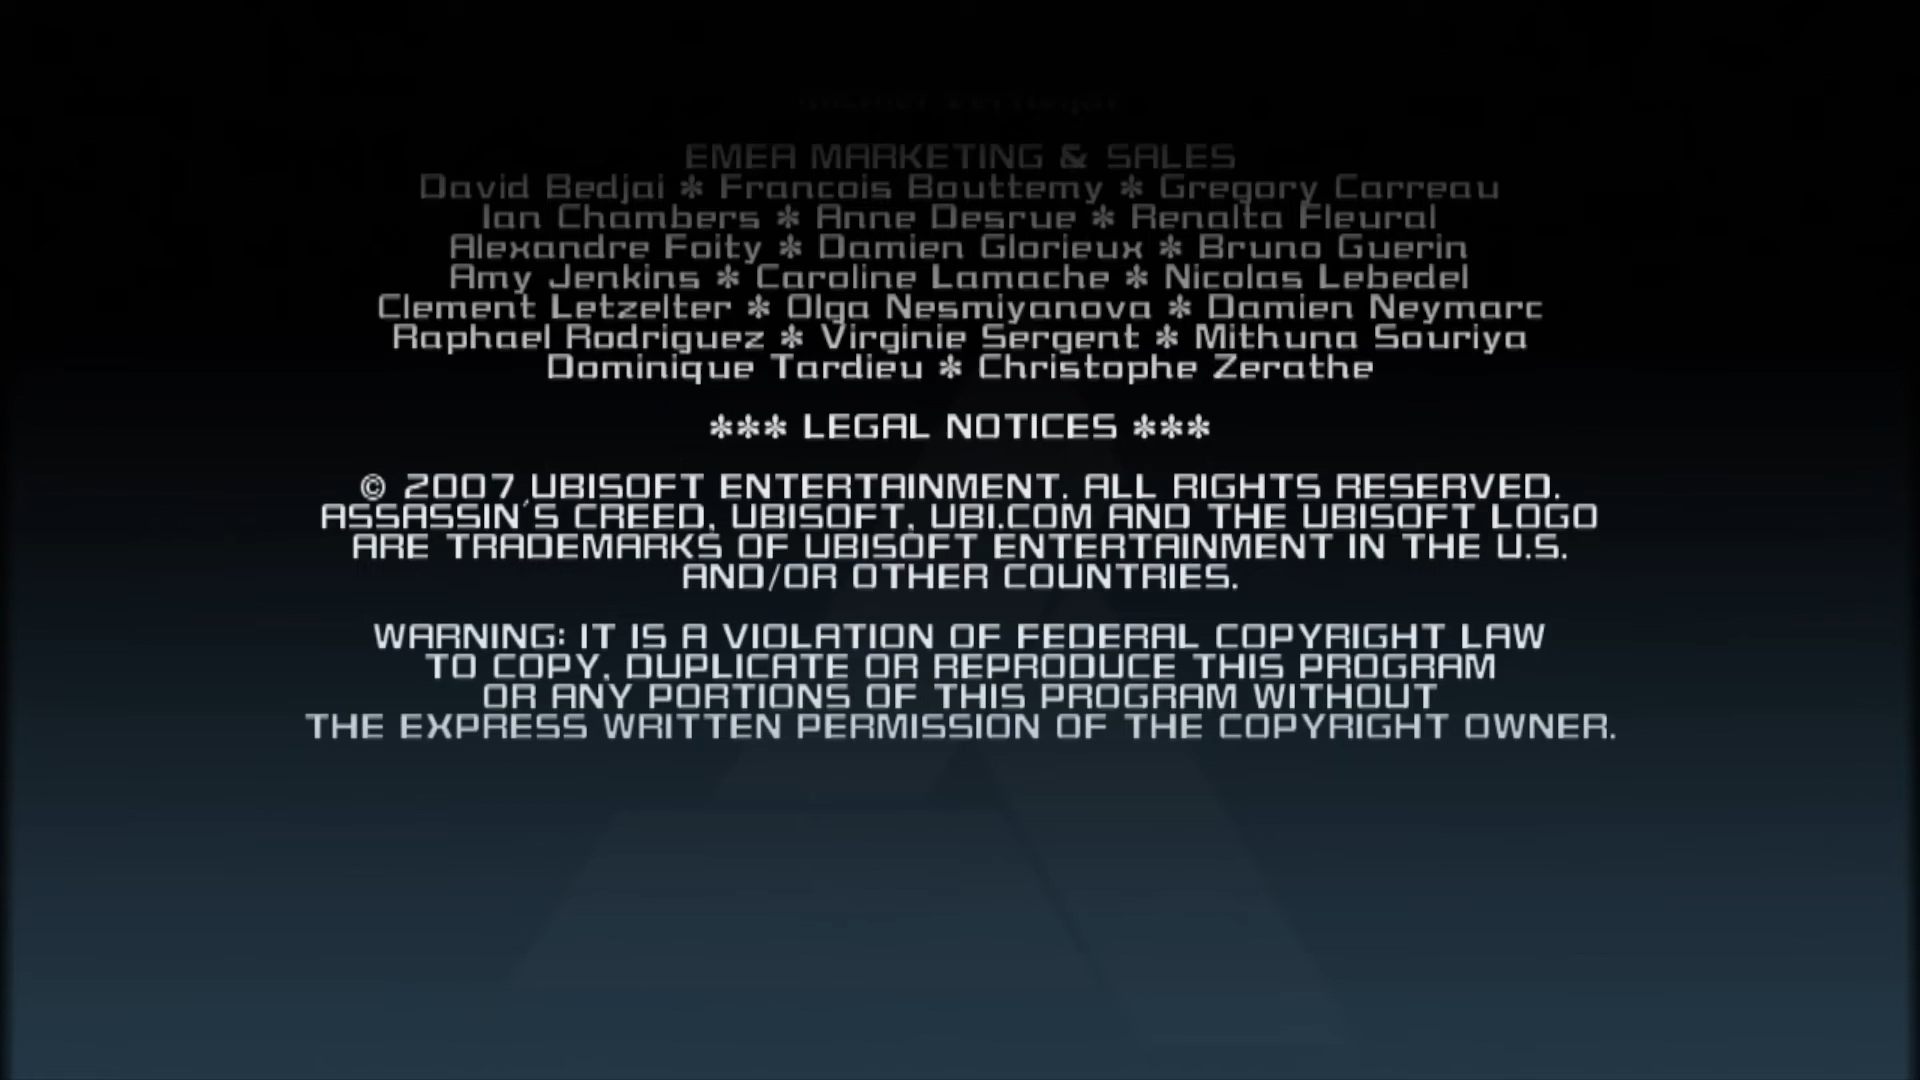 EMEA MARKETING & SALES
David Bedjai * Francois Bouttemy * Gregory Carreau
Ian Chambers * Anne Desrue * Renalta Fleural
Alexandre Foity * Damien Glorieux * Bruno Guerin
Amy Jenkins * Caroline Lamache * Nicolas Lebedel
Clement Letzelter * Olga Nesmiyanova * Damien Neymarc
Raphael Rodriguez * Virginie Sergent * Mithuna Souriya
Dominique Tardieu * Christophe Zerathe
*** LEGAL NOTICES ***
© 2007 UBISOFT ENTERTAINMENT. ALL RIGHTS RESERVED.
ASSASSIN'S CREED, UBISOFT, UBI.COM AND THE UBISOFT LOGO
ARE TRADEMARKS OF UBISOFT ENTERTAINMENT IN THE U.S.
AND/OR OTHER COUNTRIES.
WARNING: IT IS A VIOLATION OF FEDERAL COPYRIGHT LAW
TO COPY, DUPLICATE OR REPRODUCE THIS PROGRAM
OR ANY PORTIONS OF THIS PROGRAM WITHOUT
THE EXPRESS WRITTEN PERMISSION OF THE COPYRIGHT OWNER.